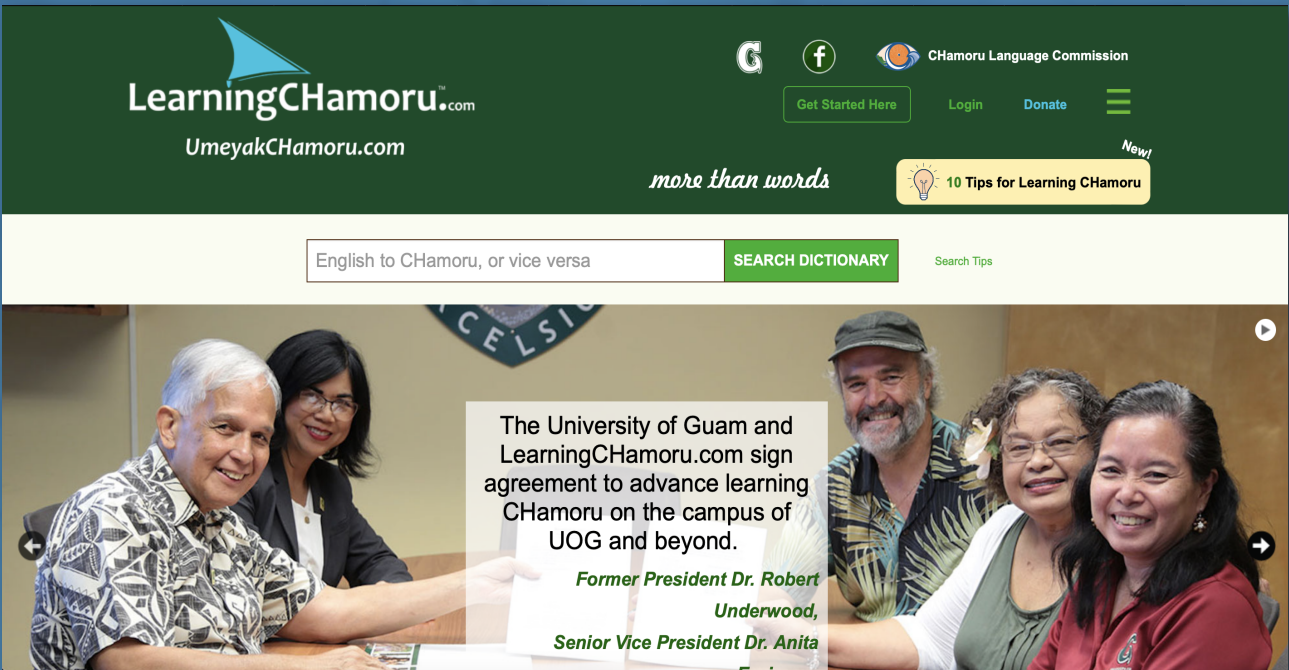 G
f
CHamoru Language Commission
LearningCHamoru.com™
UmeyakCHamoru.com
Get Started Here
Login
Donate
New!
more than words
10 Tips for Learning CHamoru
English to CHamoru, or vice versa
SEARCH DICTIONARY
Search Tips
EXCELSIO
The University of Guam and
LearningCHamoru.com sign
agreement to advance learning
CHamoru on the campus of
UOG and beyond.
Former President Dr. Robert
Underwood,
Senior Vice President Dr. Anita